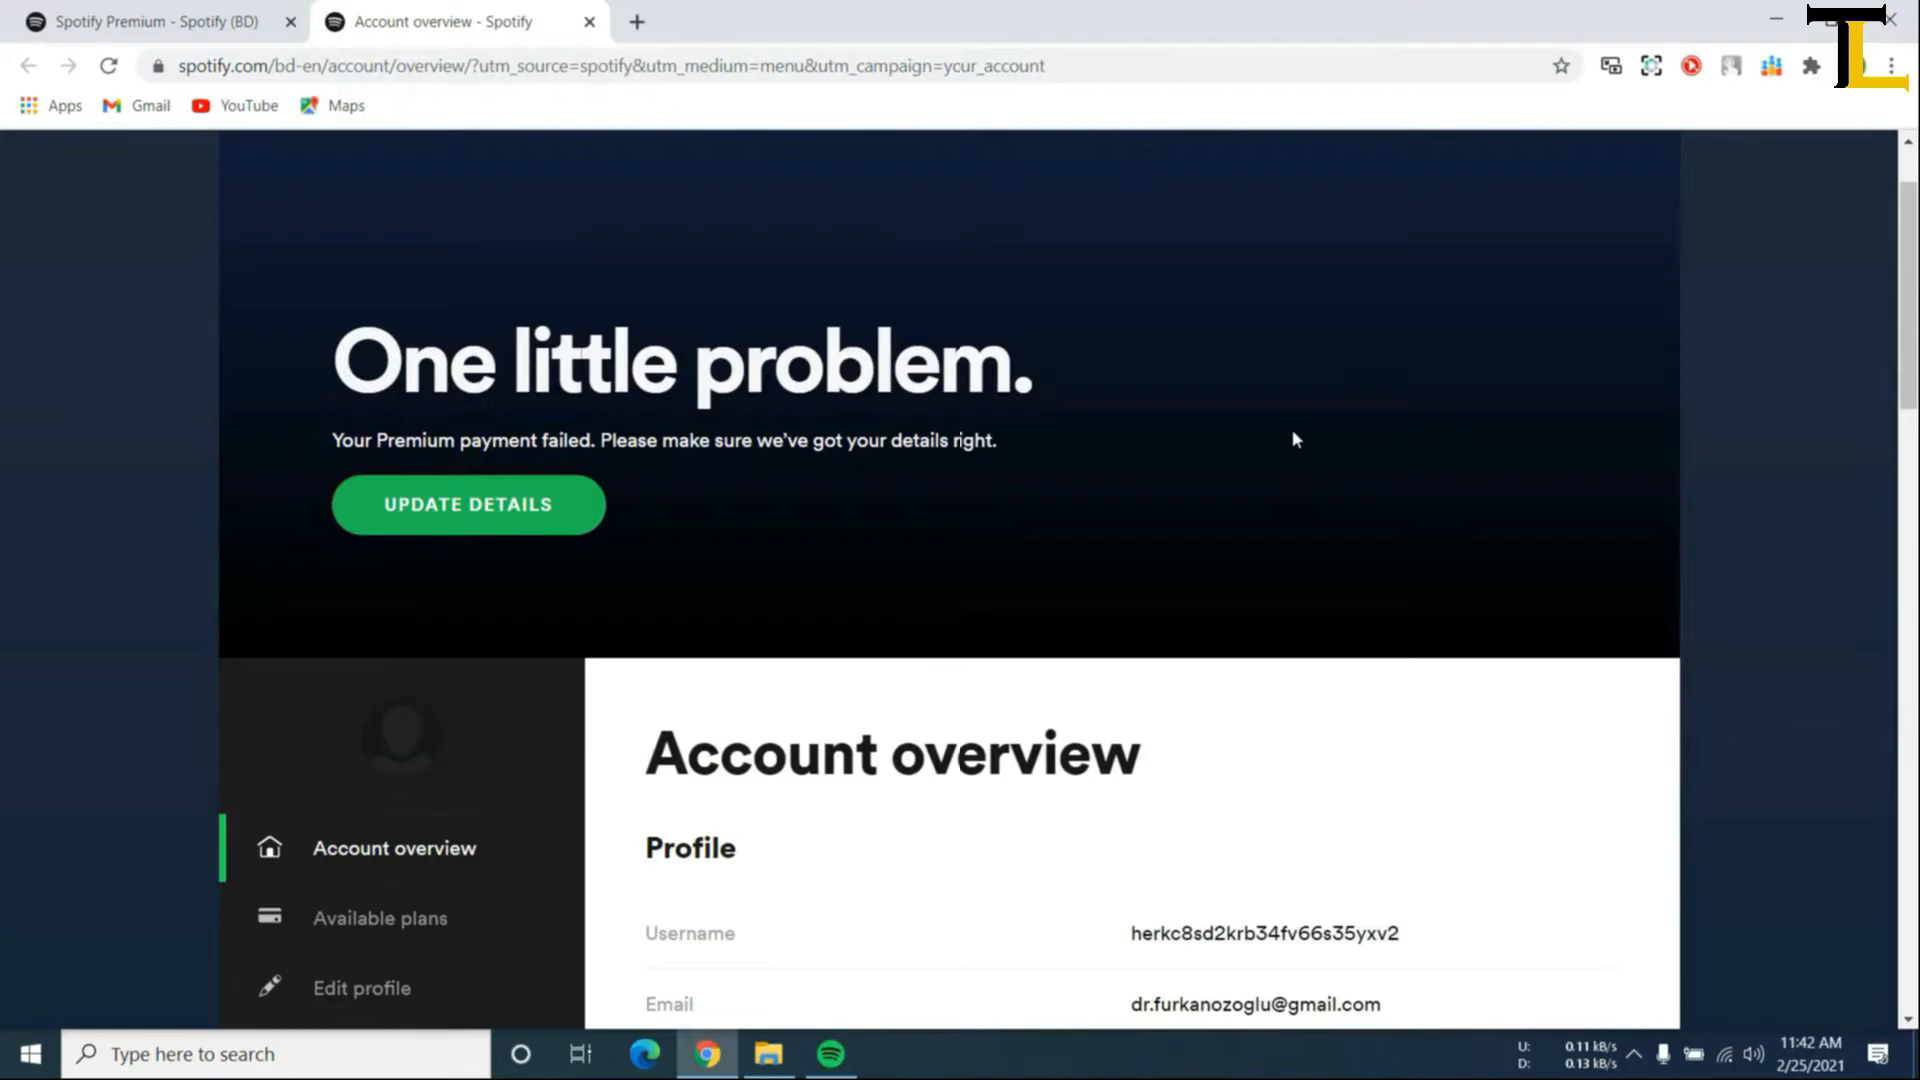 Spotify Premium - Spotify (BD)
Account overview - Spotify
TL
spotify.com/bd-en/account/overview/?utm_source=spotify&utm_medium=menu&utm_campaign=your_account
Apps
Gmail
YouTube
Maps
One little problem.
Your Premium payment failed. Please make sure we've got your details right.
UPDATE DETAILS
Account overview
Profile
Account overview
Available plans
Username
herkc8sd2krb34fv66s35yxv2
Edit profile
Email
dr.furkanozoglu@gmail.com
Type here to search
U: 0.11 kB/s
D: 0.13 kB/s
11:42 AM
2/25/2021